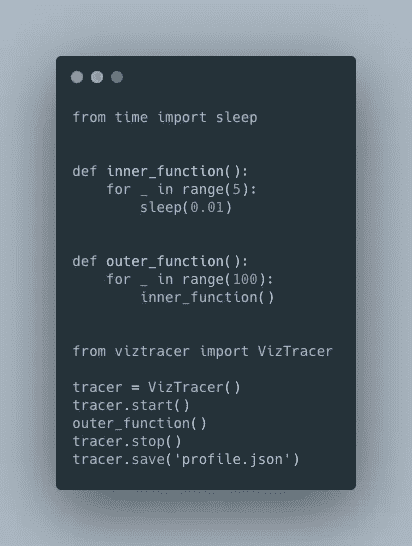 from time import sleep
def inner_function():
    for _ in range(5):
        sleep(0.01)
def outer_function():
    for _ in range(100):
        inner_function()
from viztracer import VizTracer
tracer = VizTracer()
tracer.start()
outer_function()
tracer.stop()
tracer.save('profile.json')